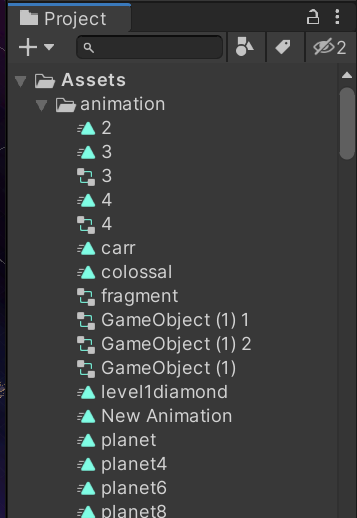 Project
2
Assets
animation
2
3
3
4
4
carr
colossal
fragment
GameObject (1) 1
GameObject (1) 2
GameObject (1)
level1diamond
New Animation
planet
planet4
planet6
planet8